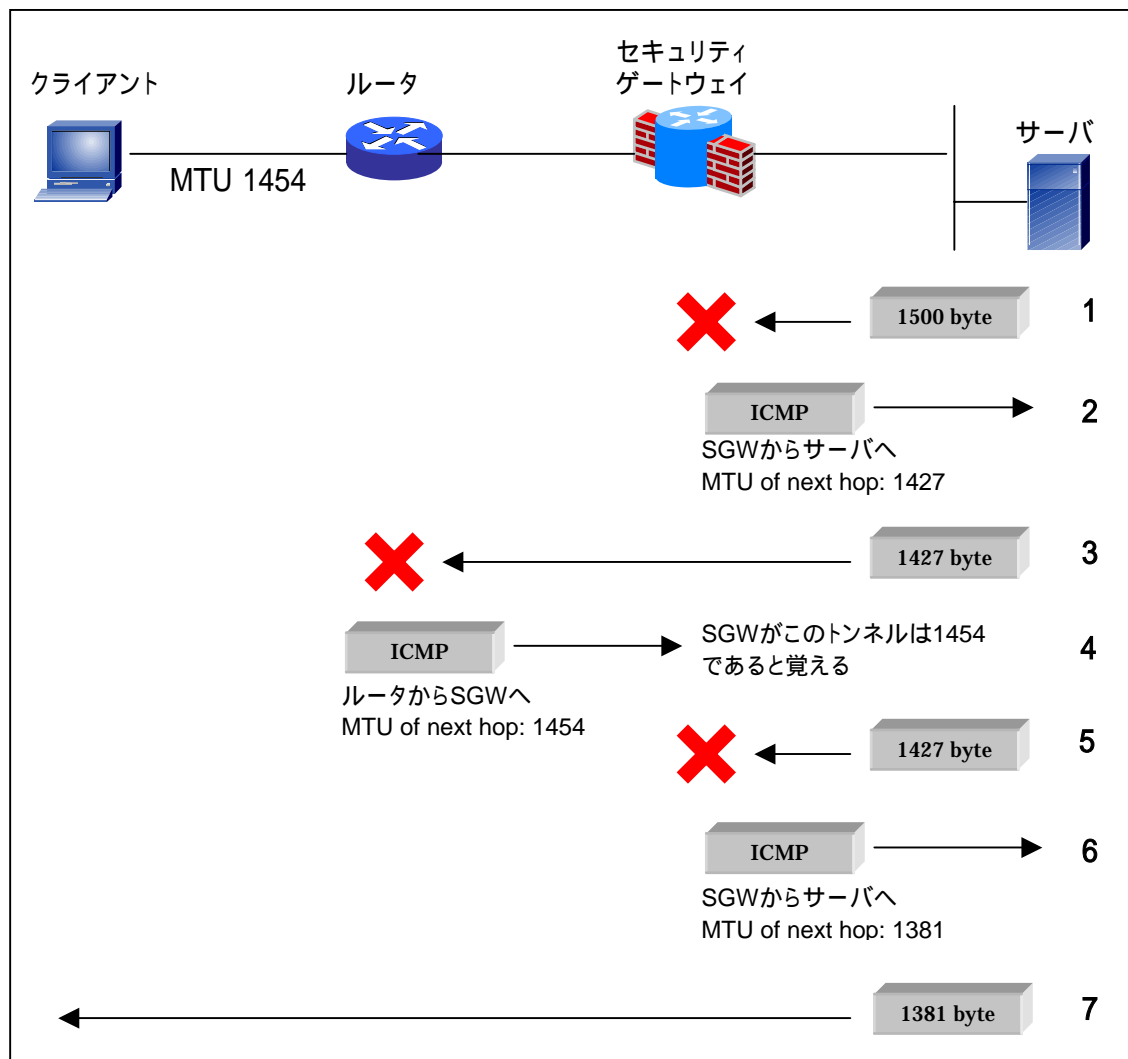 セキュリティ
ゲートウェイ
クライアント
ルータ
サーバ
MTU 1454
1500 byte
1
ICMP
2
SGWからサーバへ
MTU of next hop: 1427
1427 byte
3
ICMP
SGWがこのトンネルは1454
であると覚える
4
ルータからSGWへ
MTU of next hop: 1454
1427 byte
5
ICMP
6
SGWからサーバへ
MTU of next hop: 1381
1381 byte
7